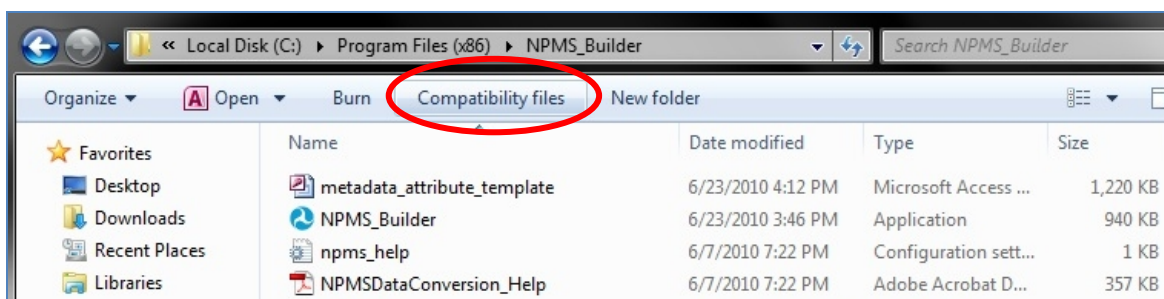 « Local Disk (C:) ▸ Program Files (x86) ▸ NPMS_Builder Search NPMS_Builder
Organize Open Burn Compatibility files New folder
Name Date modified Type Size
Favorites
Desktop metadata_attribute_template 6/23/2010 4:12 PM Microsoft Access ... 1,220 KB
Downloads NPMS_Builder 6/23/2010 3:46 PM Application 940 KB
Recent Places npms_help 6/7/2010 7:22 PM Configuration sett... 1 KB
Libraries NPMSDataConversion_Help 6/7/2010 7:22 PM Adobe Acrobat D... 357 KB